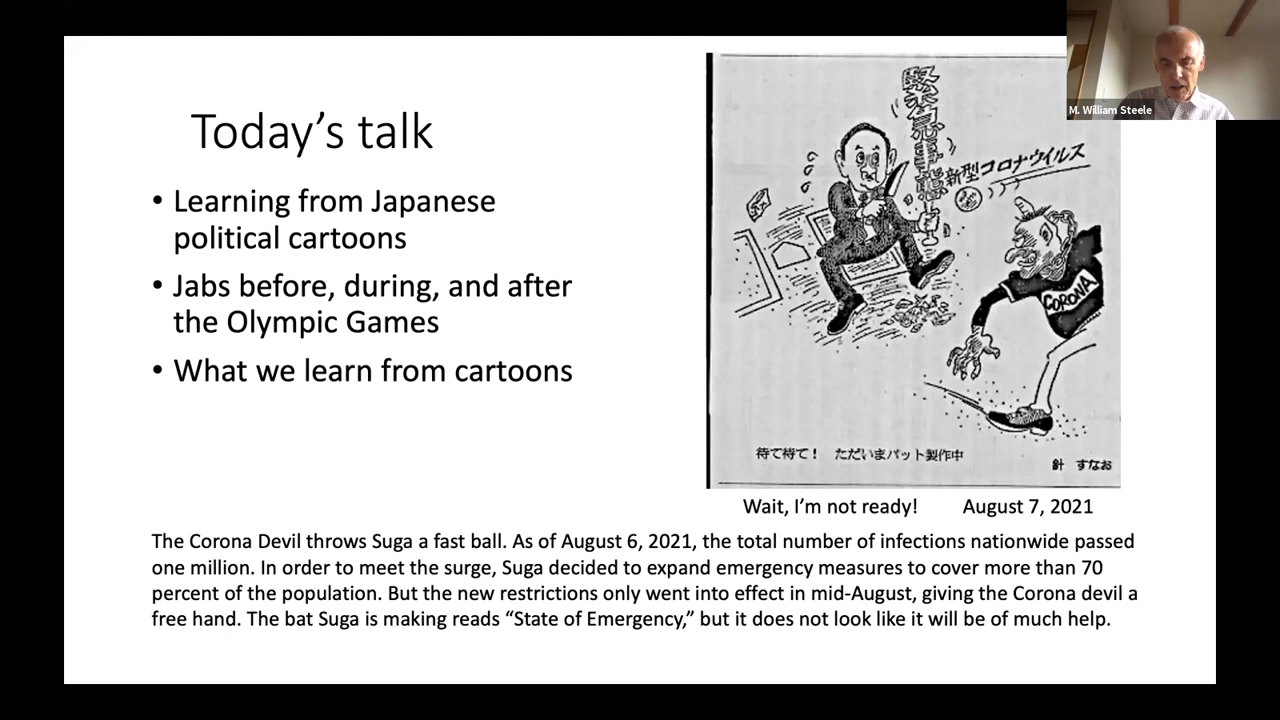 Today’s talk
• Learning from Japanese
political cartoons
• Jabs before, during, and after
the Olympic Games
• What we learn from cartoons
M. William Steele
緊急事態
新型コロナウイルス
CORONA
待て待て！ ただいまバット製作中
針 すなお
Wait, I’m not ready! August 7, 2021
The Corona Devil throws Suga a fast ball. As of August 6, 2021, the total number of infections nationwide passed
one million. In order to meet the surge, Suga decided to expand emergency measures to cover more than 70
percent of the population. But the new restrictions only went into effect in mid-August, giving the Corona devil a
free hand. The bat Suga is making reads “State of Emergency,” but it does not look like it will be of much help.